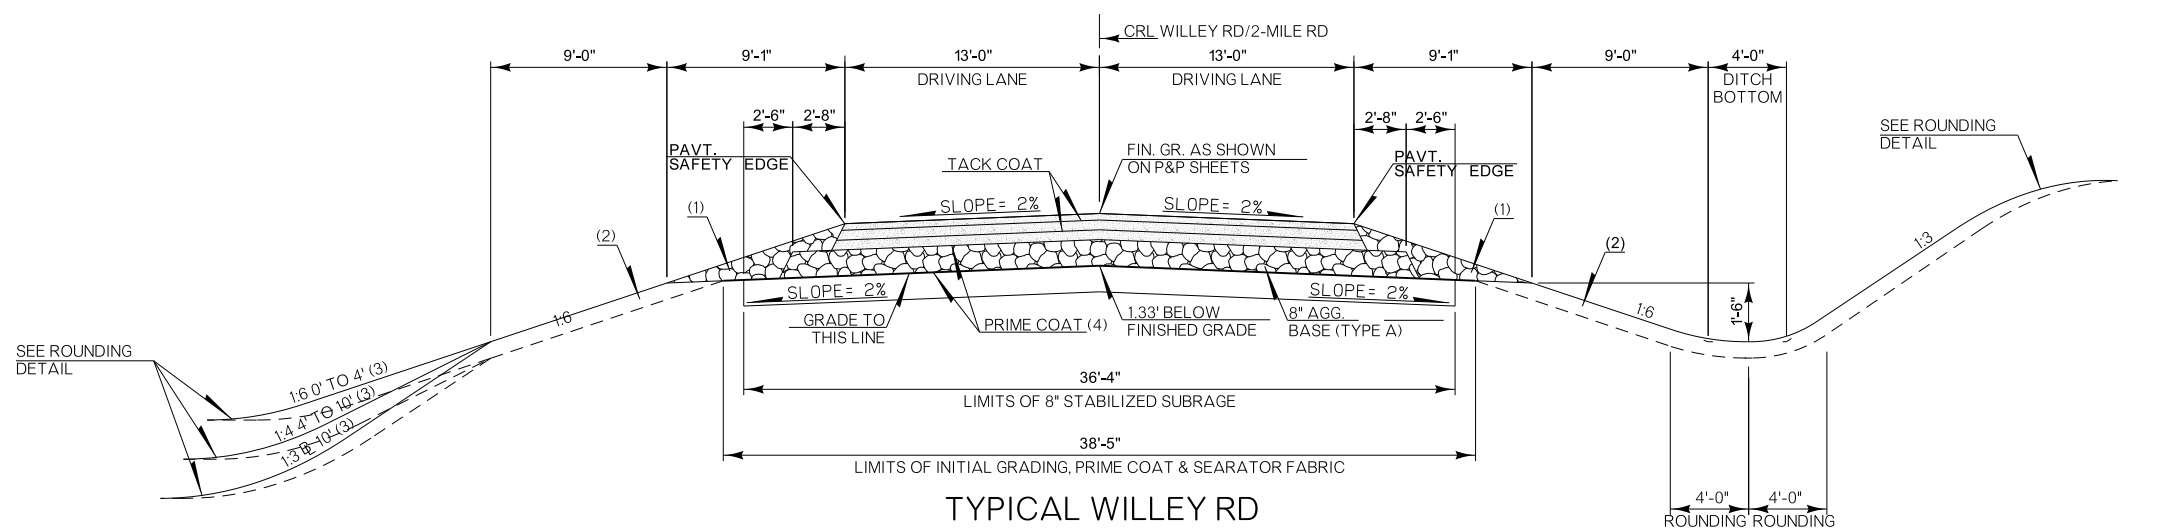 CRL WILLEY RD/2-MILE RD
9'-0"
9'-1"
13'-0"
13'-0"
9'-1"
9'-0"
4'-0"
DRIVING LANE
DRIVING LANE
DITCH
BOTTOM
2'-6"
2'-8"
2'-8"
2'-6"
SEE ROUNDING
DETAIL
PAVT.
SAFETY EDGE
TACK COAT
FIN. GR. AS SHOWN
ON P&P SHEETS
PAVT.
SAFETY EDGE
SLOPE= 2%
SLOPE= 2%
(1)
(1)
(2)
(2)
1:3
SLOPE= 2%
SLOPE= 2%
1'-6"
1:6
1:6
GRADE TO
THIS LINE
PRIME COAT (4)
1.33' BELOW
FINISHED GRADE
8" AGG.
BASE (TYPE A)
SEE ROUNDING
DETAIL
1:6 0' TO 4' (3)
1:4 4' TO 10' (3)
1:3 10' (3)
36'-4"
LIMITS OF 8" STABILIZED SUBRAGE
38'-5"
LIMITS OF INITIAL GRADING, PRIME COAT & SEARATOR FABRIC
TYPICAL WILLEY RD
4'-0"
4'-0"
ROUNDING
ROUNDING